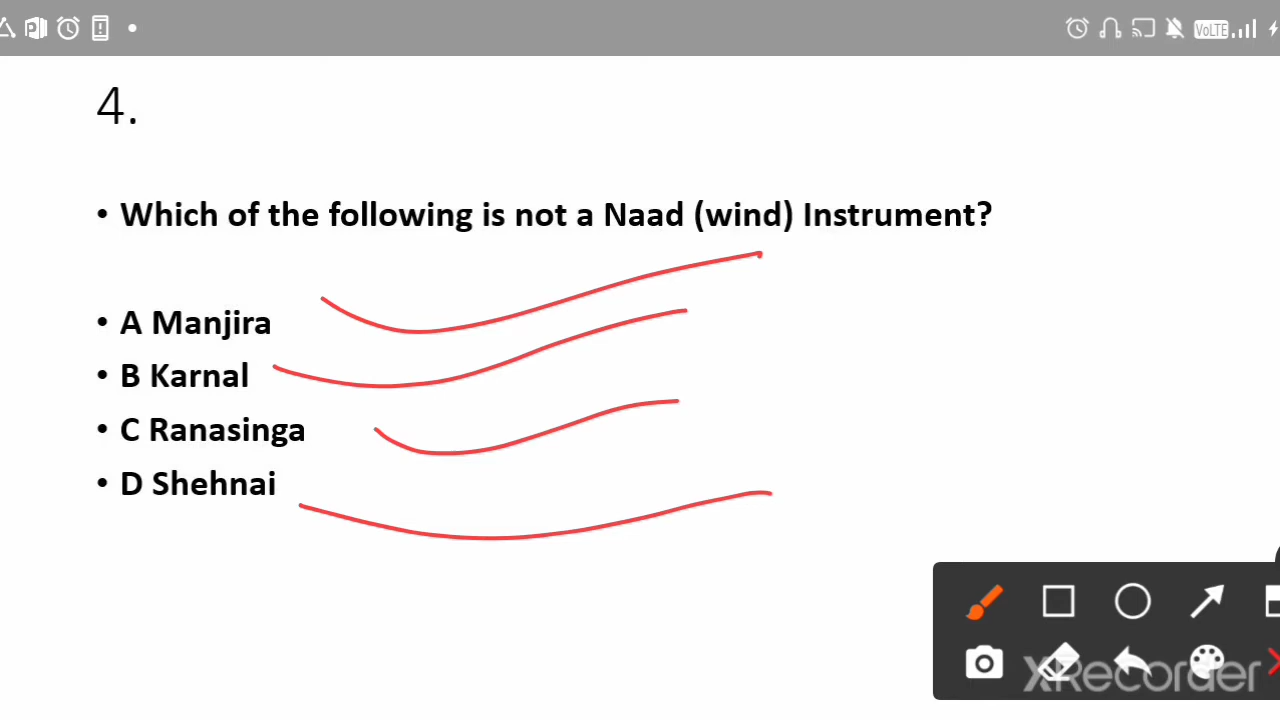 VoLTE
4.
• Which of the following is not a Naad (wind) Instrument?
• A Manjira
• B Karnal
• C Ranasinga
• D Shehnai
XRecorder